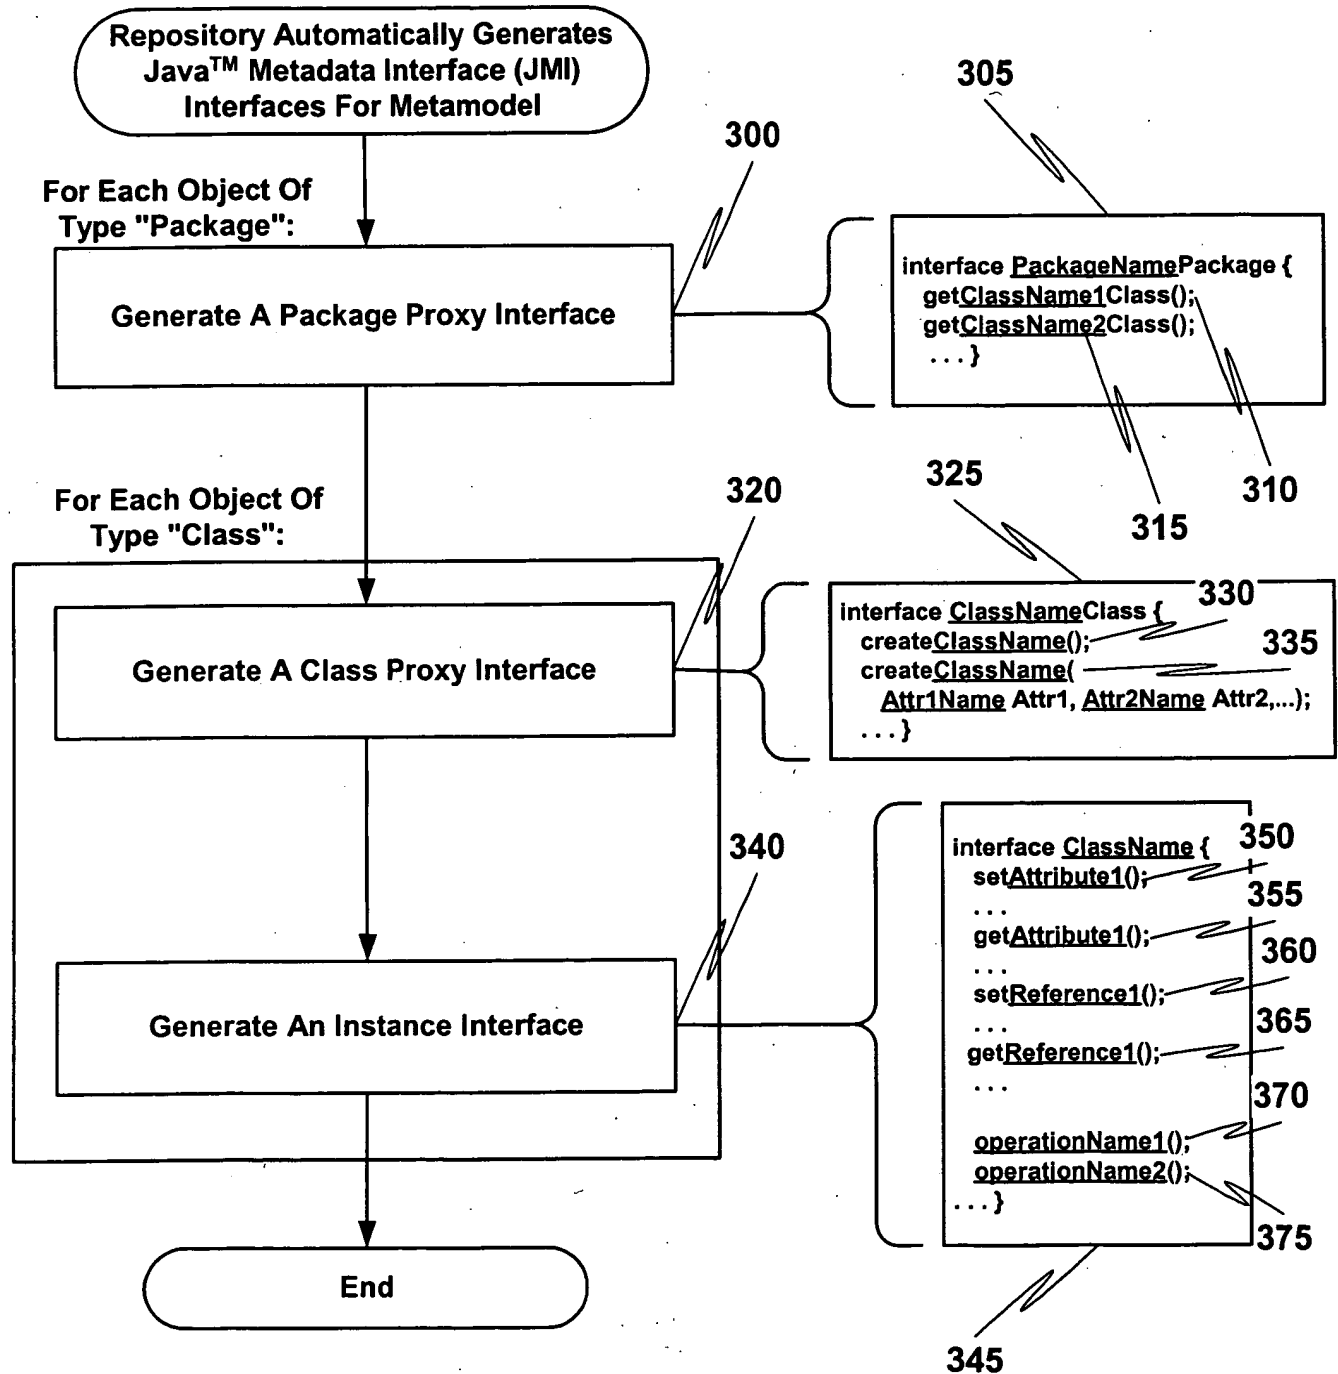 Repository Automatically Generates
Java™ Metadata Interface (JMI)
Interfaces For Metamodel
For Each Object Of
Type "Package":
300
305
Generate A Package Proxy Interface
interface PackageNamePackage {
getClassName1Class();
getClassName2Class();
. . . }
310
315
For Each Object Of
Type "Class":
320
325
Generate A Class Proxy Interface
interface ClassNameClass {
330
createClassName();
335
createClassName(
Attr1Name Attr1, Attr2Name Attr2,...);
. . . }
340
Generate An Instance Interface
interface ClassName {
350
setAttribute1();
355
. . .
getAttribute1();
360
. . .
setReference1();
365
. . .
getReference1();
. . .
370
operationName1();
operationName2();
. . . }
375
345
End